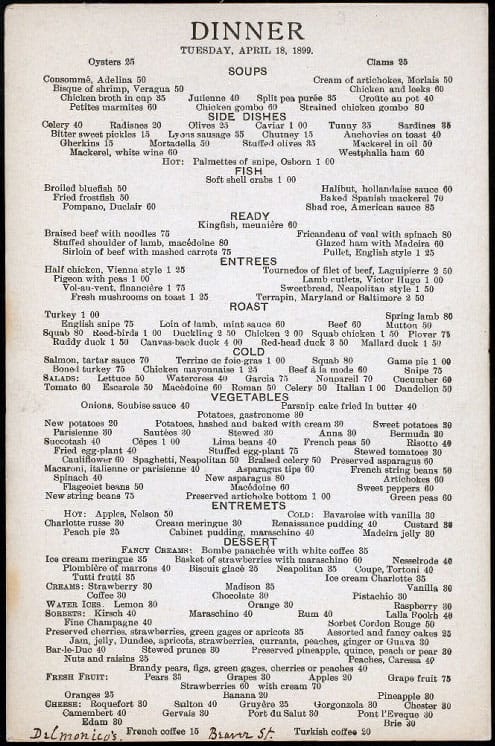 DINNER
TUESDAY, APRIL 18, 1899.
Oysters 25 Clams 25
SOUPS
Consommé, Adelina 50 Cream of artichokes, Morlais 50
Bisque of shrimp, Veragua 50 Chicken and leeks 60
Chicken broth in cup 35 Julienne 40 Split pea purée 35 Croûte au pot 40
Petites marmites 60 Chicken gombo 60 Strained chicken gombo 80
SIDE DISHES
Celery 40 Radishes 20 Olives 25 Caviar 1 00 Tunny 35 Sardines 35
Bitter sweet pickles 15 Lyons sausage 35 Chutney 15 Anchovies on toast 40
Gherkins 15 Mortadella 50 Stuffed olives 35 Mackerel in oil 50
Mackerel, white wine 60 Westphalia ham 60
HOT: Palmettes of snipe, Osborn 1 00
FISH
Soft shell crabs 1 00
Broiled bluefish 50 Halibut, hollandaise sauce 60
Fried frostfish 50 Baked Spanish mackerel 70
Pompano, Duclair 60 Shad roe, American sauce 85
Kingfish, meunière 60
READY
Braised beef with noodles 75 Fricandeau of veal with spinach 80
Stuffed shoulder of lamb, macédoine 80 Glazed ham with Madeira 60
Sirloin of beef with mashed carrots 75 Pullet, English style 1 25
ENTREES
Half chicken, Vienna style 1 25 Tournedos of filet of beef, Laguipierre 2 50
Pigeon with peas 1 00 Lamb cutlets, Victor Hugo 1 00
Vol-au-vent, financière 1 75 Sweetbread, Neapolitan style 1 50
Fresh mushrooms on toast 1 25 Terrapin, Maryland or Baltimore 2 50
ROAST
Turkey 1 00 Spring lamb 80
English snipe 75 Loin of lamb, mint sauce 60 Beef 60 Mutton 50
Squab 80 Reed-birds 1 00 Duckling 2 50 Chicken 2 00 Squab chicken 1 50 Plover 75
Ruddy duck 1 50 Canvas-back duck 4 00 Red-head duck 3 50 Mallard duck 1 50
COLD
Salmon, tartar sauce 70 Terrine de foie-gras 1 00 Squab 80 Game pie 1 00
Boned turkey 75 Chicken mayonnaise 1 25 Beef à la mode 60 Snipe 75
SALADS: Lettuce 50 Watercress 40 Garcia 75 Nonpareil 70 Cucumber 60
Tomato 60 Escarole 50 Macédoine 60 Roman 50 Celery 50 Italian 1 00 Dandelion 50
VEGETABLES
Onions, Soubise sauce 40 Parsnip cake fried in butter 40
Potatoes, gastronome 30
New potatoes 20 Potatoes, hashed and baked with cream 30 Sweet potatoes 30
Parisienne 30 Sautées 30 Stewed 30 Anna 30 Bermuda 30
Succotash 40 Cêpes 1 00 Lima beans 40 French peas 50 Risotto 40
Fried egg-plant 40 Stuffed egg-plant 75 Stewed tomatoes 30
Cauliflower 60 Spaghetti, Neapolitan 50 Braised celery 50 Preserved asparagus 60
Macaroni, italienne or parisienne 40 Asparagus tips 60 French string beans 50
Spinach 40 New asparagus 80 Artichokes 60
Flageolet beans 50 Macédoine 60 Sweet peppers 60
New string beans 75 Preserved artichoke bottom 1 00 Green peas 60
ENTREMETS
HOT: Apples, Nelson 50 COLD: Bavaroise with vanilla 30
Charlotte russe 30 Cream meringue 30 Renaissance pudding 40 Custard 30
Peach pie 25 Cabinet pudding, maraschino 40 Madeira jelly 30
DESSERT
FANCY CREAMS: Bombe panachée with white coffee 35
Ice cream meringue 35 Basket of strawberries with maraschino 60 Nesselrode 40
Plombière of marrons 40 Biscuit glacé 25 Neapolitan 35 Coupe, Tortoni 40
Tutti frutti 35 Ice cream Charlotte 35
CREAMS: Strawberry 30 Madison 35 Vanilla 30
Coffee 30 Chocolate 30 Pistachio 30
WATER ICES. Lemon 30 Orange 30 Raspberry 30
SORBETS: Kirsch 40 Maraschino 40 Rum 40 Lalla Rookh 40
Fine Champagne 40 Sorbet Cordon Rouge 50
Preserved cherries, strawberries, green gages or apricots 35 Assorted and fancy cakes 25
Jam, jelly, Dundee, apricots, strawberries, currants, peaches, ginger or Guava 30
Bar-le-Duc 40 Stewed prunes 30 Preserved pineapple, quince, peach or pear 30
Nuts and raisins 25 Peaches, Caressa 40
Brandy pears, figs, green gages, cherries or peaches 40
FRESH FRUIT: Pears 35 Grapes 30 Apples 20 Grape fruit 75
Strawberries 60 with cream 70
Oranges 25 Banana 20 Pineapple 30
CHEESE: Roquefort 30 Sulton 40 Gruyère 25 Gorgonzola 30 Chester 30
Camembert 40 Gervais 30 Port du Salut 30 Pont l'Eveque 30
Edam 30 Brie 30
French coffee 15 Turkish coffee 20
Delmonico's. Beaver St.